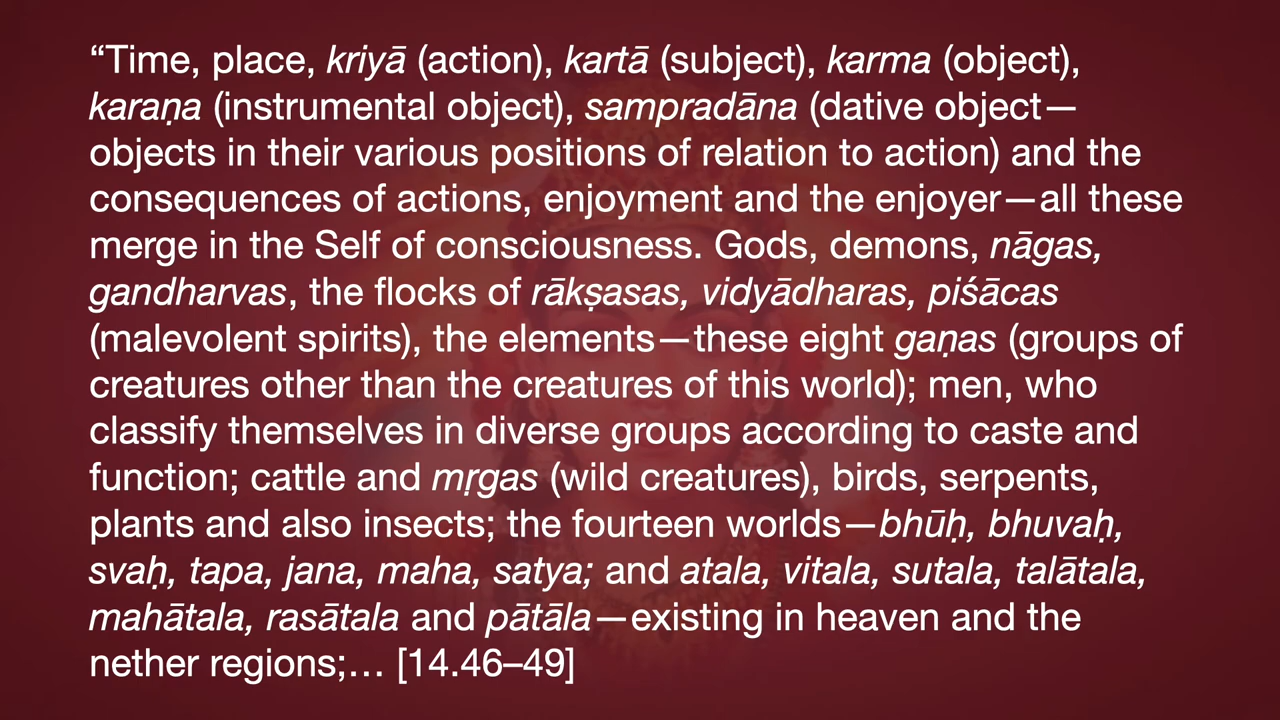 “Time, place, kriyā (action), kartā (subject), karma (object),
karaṇa (instrumental object), sampradāna (dative object—
objects in their various positions of relation to action) and the
consequences of actions, enjoyment and the enjoyer—all these
merge in the Self of consciousness. Gods, demons, nāgas,
gandharvas, the flocks of rākṣasas, vidyādharas, piśācas
(malevolent spirits), the elements—these eight gaṇas (groups of
creatures other than the creatures of this world); men, who
classify themselves in diverse groups according to caste and
function; cattle and mṛgas (wild creatures), birds, serpents,
plants and also insects; the fourteen worlds—bhūḥ, bhuvaḥ,
svaḥ, tapa, jana, maha, satya; and atala, vitala, sutala, talātala,
mahātala, rasātala and pātāla—existing in heaven and the
nether regions;… [14.46–49]